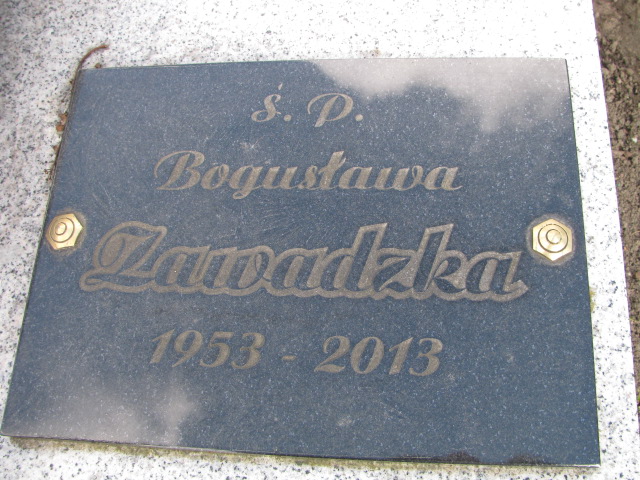 Ś. P.
Bogusława
Zawadzka
1953 - 2013